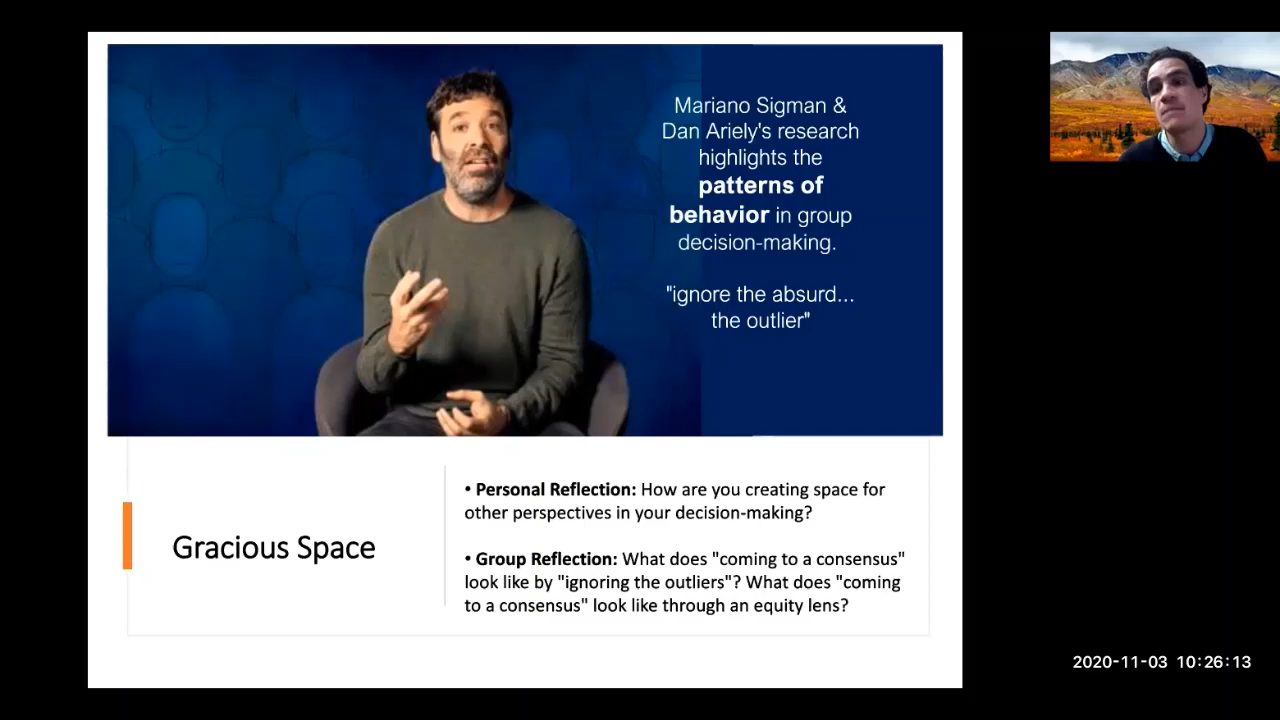 Mariano Sigman &
Dan Ariely's research
highlights the
patterns of
behavior in group
decision-making.
"ignore the absurd...
the outlier"
Gracious Space
• Personal Reflection: How are you creating space for
other perspectives in your decision-making?
• Group Reflection: What does "coming to a consensus"
look like by "ignoring the outliers"? What does "coming
to a consensus" look like through an equity lens?
2020-11-03 10:26:13